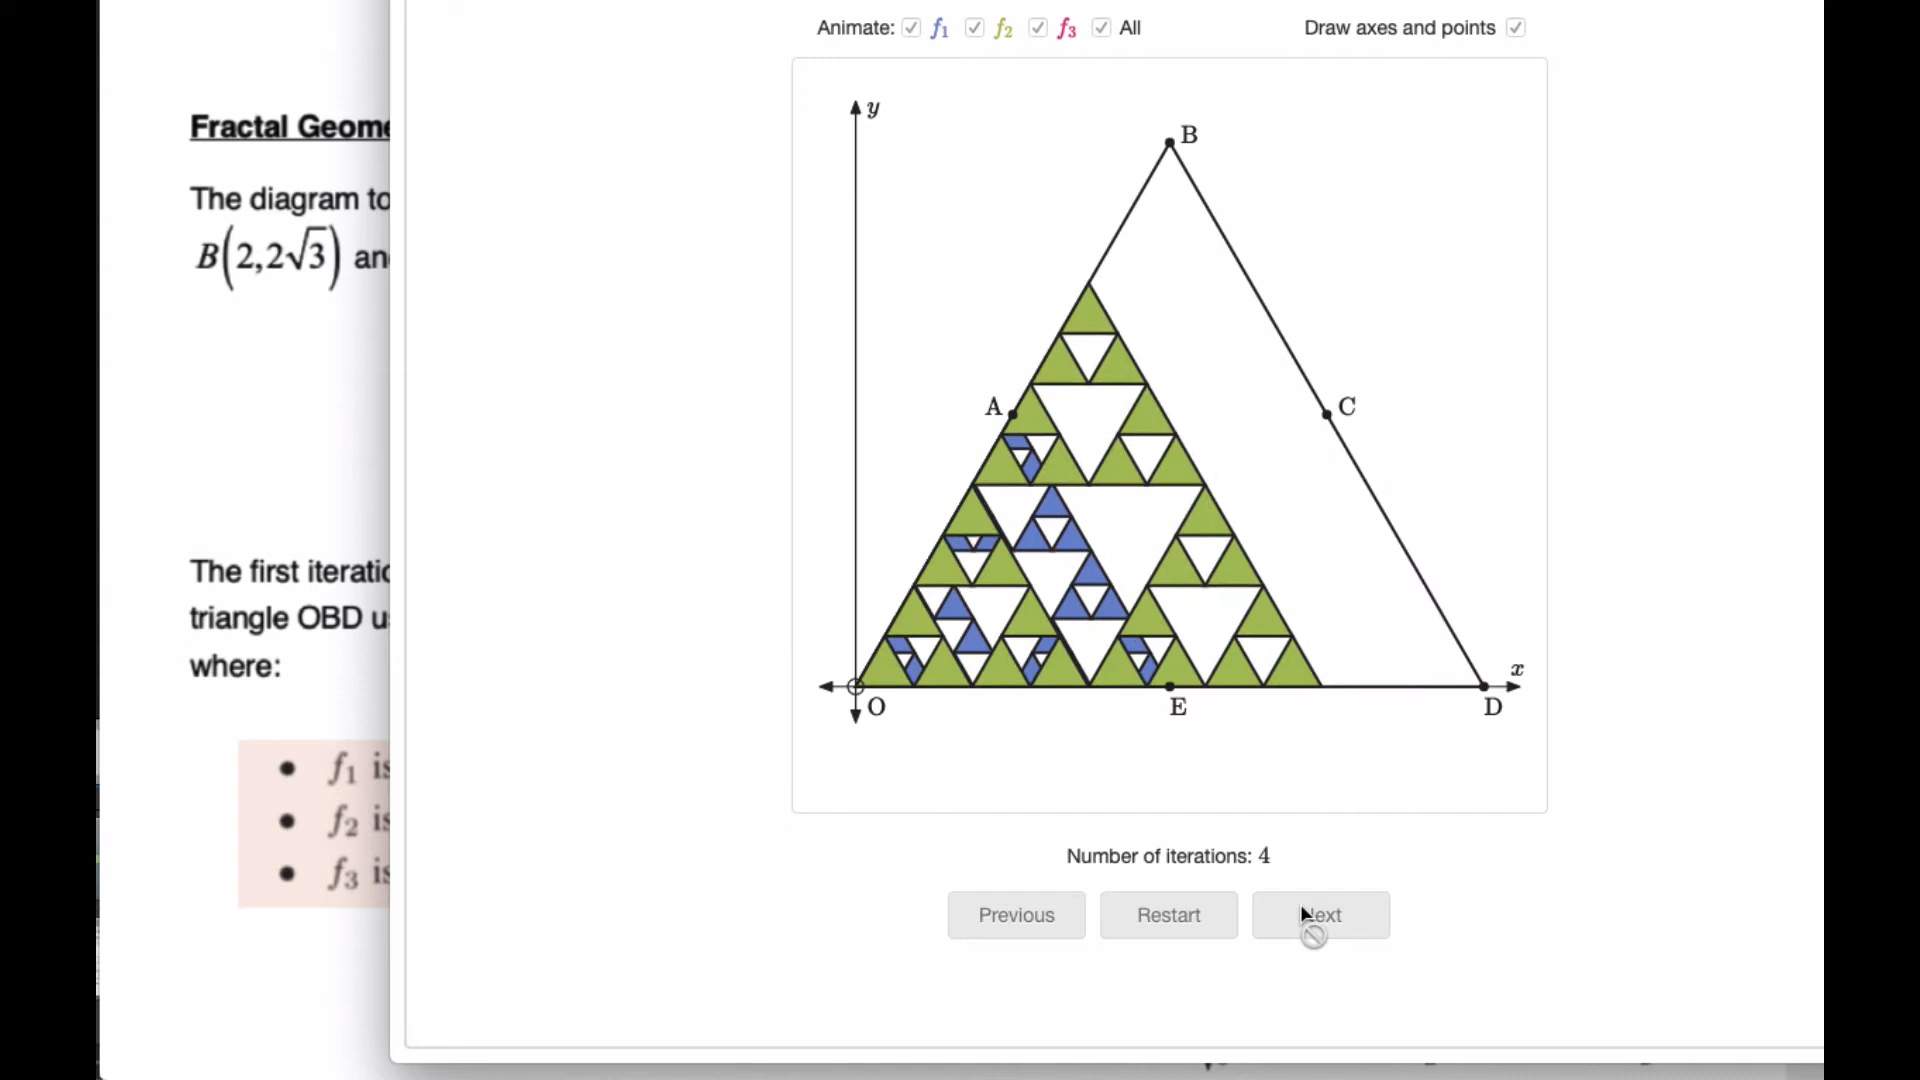 Animate: f₁ f₂ f₃ All Draw axes and points
Fractal Geome
The diagram to
B(2,2√3) an
y
B
A
C
x
O
E
D
The first iteratio
triangle OBD u
where:
• f₁ is
• f₂ is
• f₃ is
Number of iterations: 4
Previous Restart Next